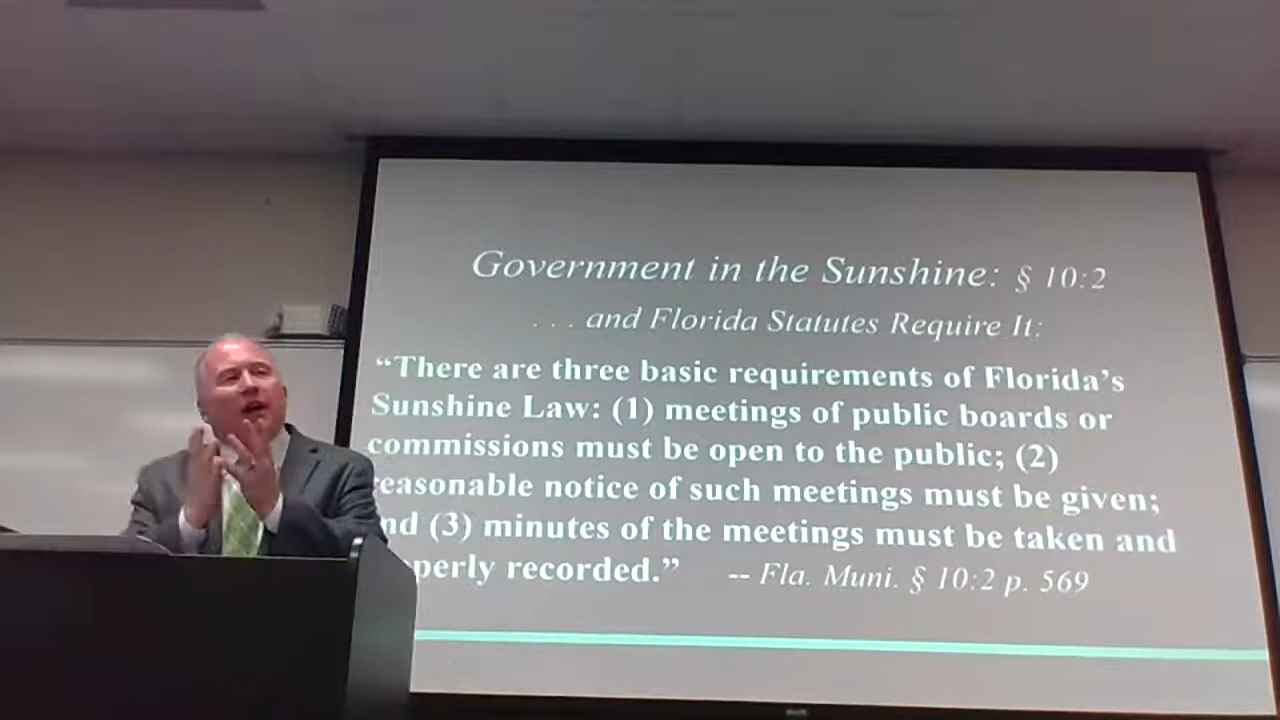 Government in the Sunshine: § 10:2
. . . and Florida Statutes Require It:
“There are three basic requirements of Florida’s
Sunshine Law: (1) meetings of public boards or
commissions must be open to the public; (2)
reasonable notice of such meetings must be given;
nd (3) minutes of the meetings must be taken and
perly recorded.” -- Fla. Muni. § 10:2 p. 569